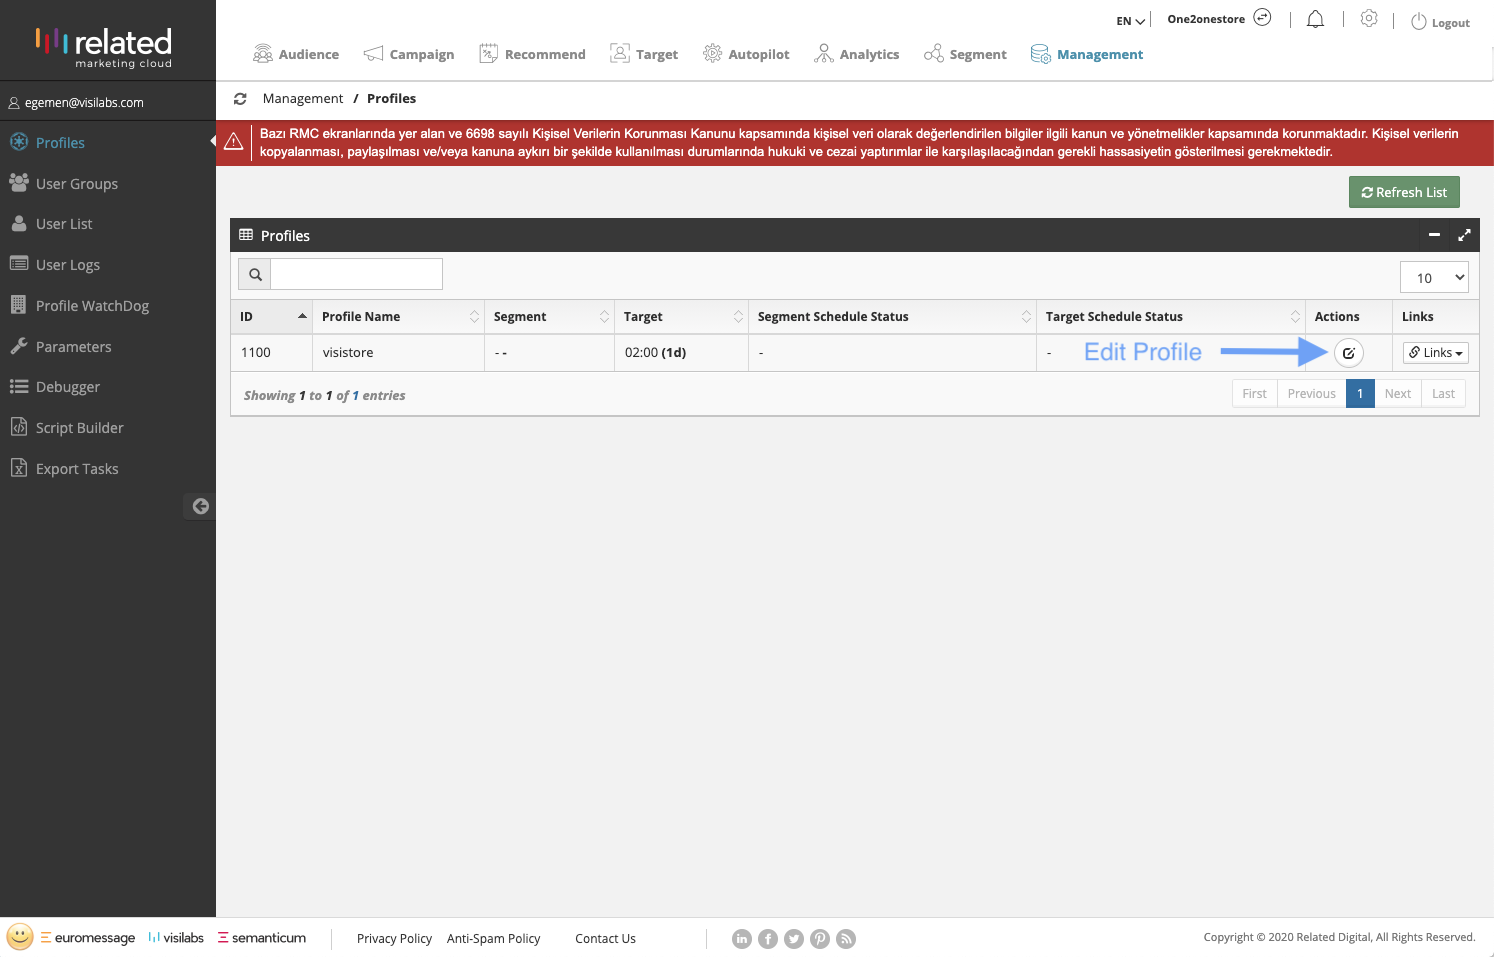 related
marketing cloud
EN
One2onestore
Logout
Audience
Campaign
Recommend
Target
Autopilot
Analytics
Segment
Management
egemen@visilabs.com
Management / Profiles
Bazı RMC ekranlarında yer alan ve 6698 sayılı Kişisel Verilerin Korunması Kanunu kapsamında kişisel veri olarak değerlendirilen bilgiler ilgili kanun ve yönetmelikler kapsamında korunmaktadır. Kişisel verilerin
kopyalanması, paylaşılması ve/veya kanuna aykırı bir şekilde kullanılması durumlarında hukuki ve cezai yaptırımlar ile karşılaşılacağından gerekli hassasiyetin gösterilmesi gerekmektedir.
Profiles
User Groups
User List
User Logs
Profile WatchDog
Parameters
Debugger
Script Builder
Export Tasks
Refresh List
Profiles
10
ID Profile Name Segment Target Segment Schedule Status Target Schedule Status Actions Links
1100 visistore - - 02:00 (1d) - - Edit Profile Links
Showing 1 to 1 of 1 entries
First Previous 1 Next Last
euromessage visilabs semanticum
Privacy Policy Anti-Spam Policy Contact Us
Copyright © 2020 Related Digital, All Rights Reserved.